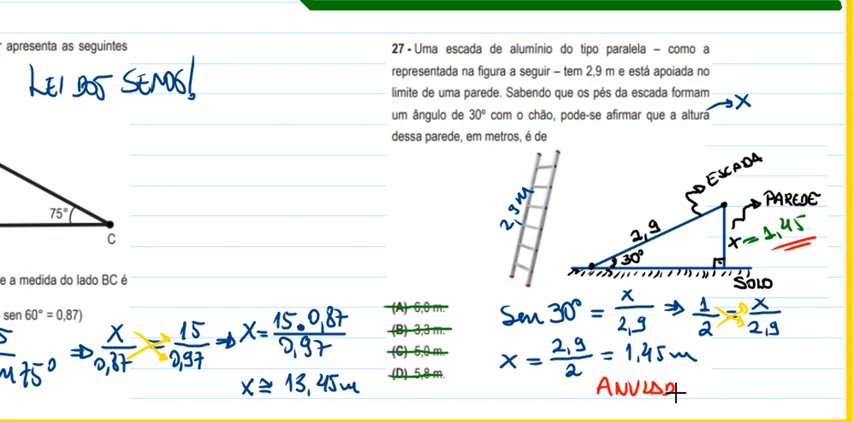 r apresenta as seguintes
LEI DOS SENOS!
75°
C
e a medida do lado BC é
sen 60° = 0,87)
75° ⇒ X/0,87 = 15/0,97 ⇒ X = 15.0,87/0,97
X ≅ 13,45m
27 - Uma escada de alumínio do tipo paralela – como a
representada na figura a seguir – tem 2,9 m e está apoiada no
limite de uma parede. Sabendo que os pés da escada formam
um ângulo de 30° com o chão, pode-se afirmar que a altura → X
dessa parede, em metros, é de
2,9m
ESCADA
PAREDE
2,9
X = 1,45
30°
SOLO
(A) 6,0 m.
(B) 3,3 m.
(C) 5,0 m.
(D) 5,8 m.
Sen 30° = X/2,9 ⇒ 1/2 = X/2,9
X = 2,9/2 = 1,45m
ANULADA